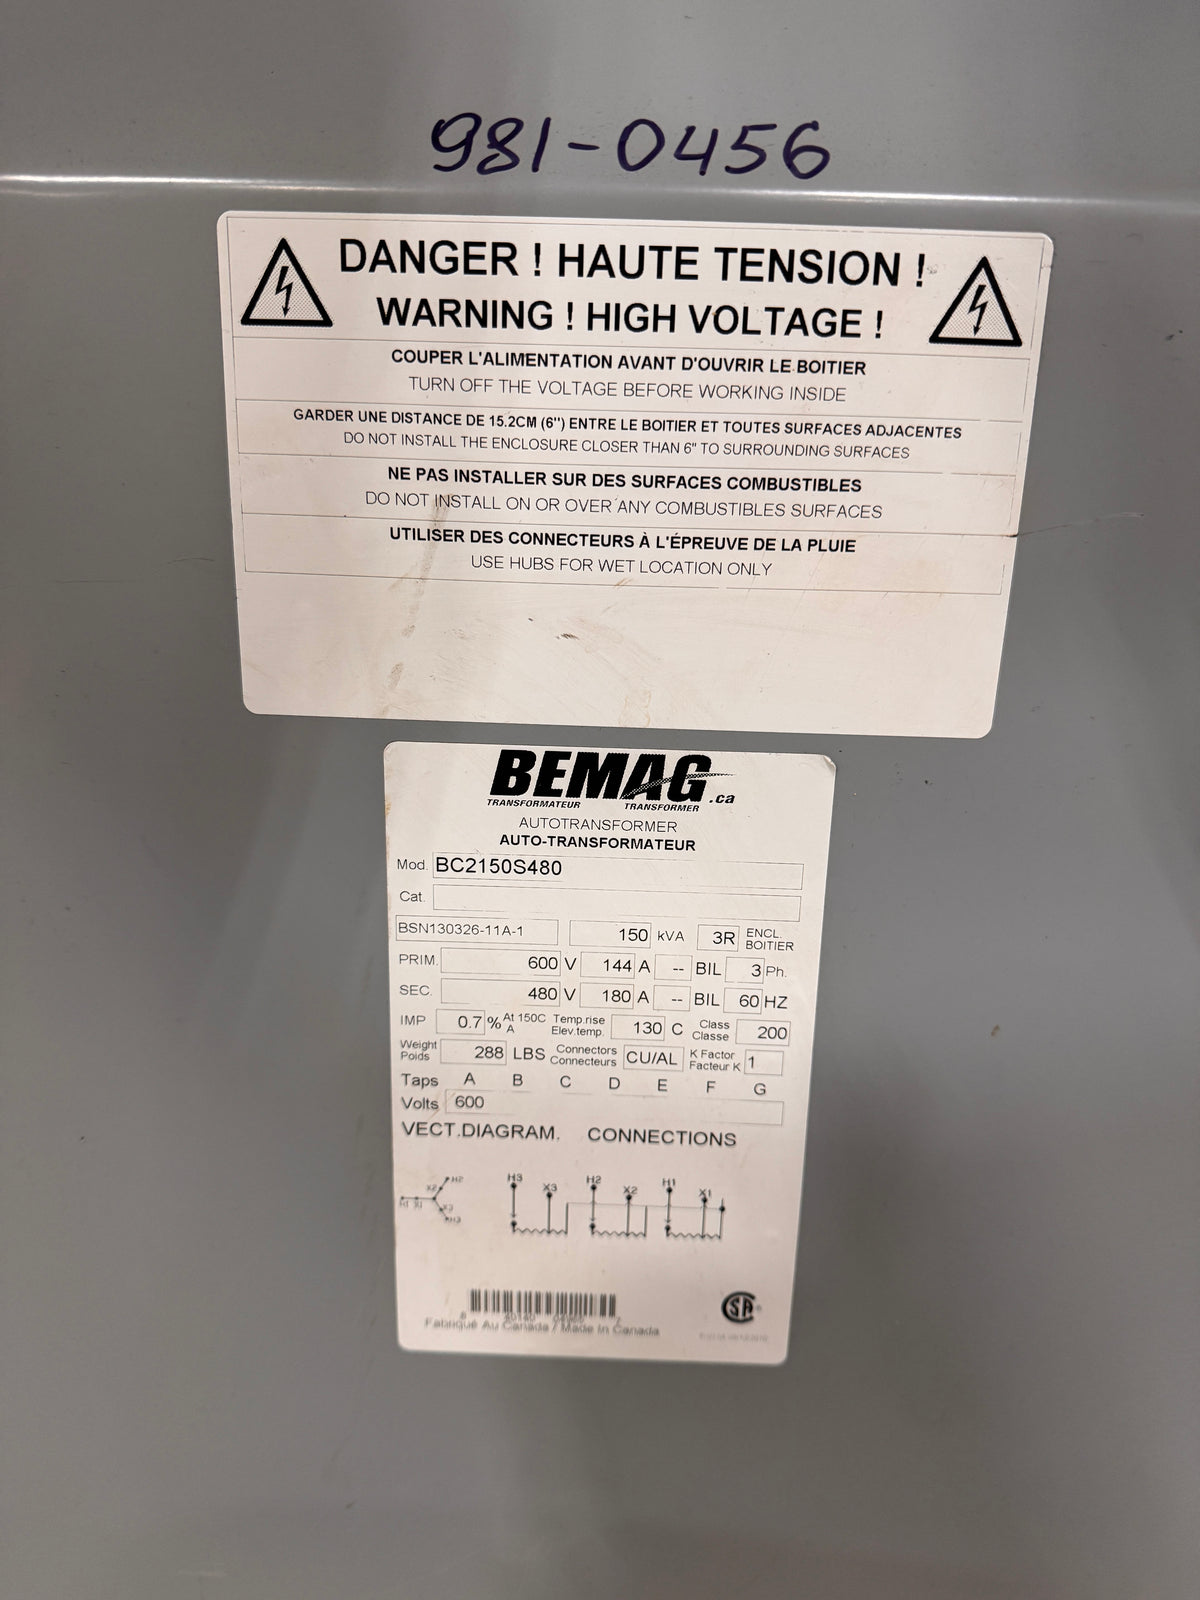 981-0456
DANGER ! HAUTE TENSION !
WARNING ! HIGH VOLTAGE !
COUPER L'ALIMENTATION AVANT D'OUVRIR LE BOITIER
TURN OFF THE VOLTAGE BEFORE WORKING INSIDE
GARDER UNE DISTANCE DE 15.2CM (6") ENTRE LE BOITIER ET TOUTES SURFACES ADJACENTES
DO NOT INSTALL THE ENCLOSURE CLOSER THAN 6" TO SURROUNDING SURFACES
NE PAS INSTALLER SUR DES SURFACES COMBUSTIBLES
DO NOT INSTALL ON OR OVER ANY COMBUSTIBLES SURFACES
UTILISER DES CONNECTEURS À L'ÉPREUVE DE LA PLUIE
USE HUBS FOR WET LOCATION ONLY
BEMAG.ca
TRANSFORMATEUR TRANSFORMER
AUTOTRANSFORMER
AUTO-TRANSFORMATEUR
Mod. BC2150S480
Cat.
BSN130326-11A-1 150 kVA 3R ENCL. BOITIER
PRIM. 600 V 144 A -- BIL 3 Ph.
SEC. 480 V 180 A -- BIL 60 HZ
IMP 0.7 % At 150C A Temp.rise Elev.temp. 130 C Class Classe 200
Weight Poids 288 LBS Connectors Connecteurs CU/AL K Factor Facteur K 1
Taps A B C D E F G
Volts 600
VECT.DIAGRAM. CONNECTIONS
H3 X3 H2 X2 H1 X1
X2 H2
H1 X1 X3
H3
Fabriqué Au Canada / Made In Canada